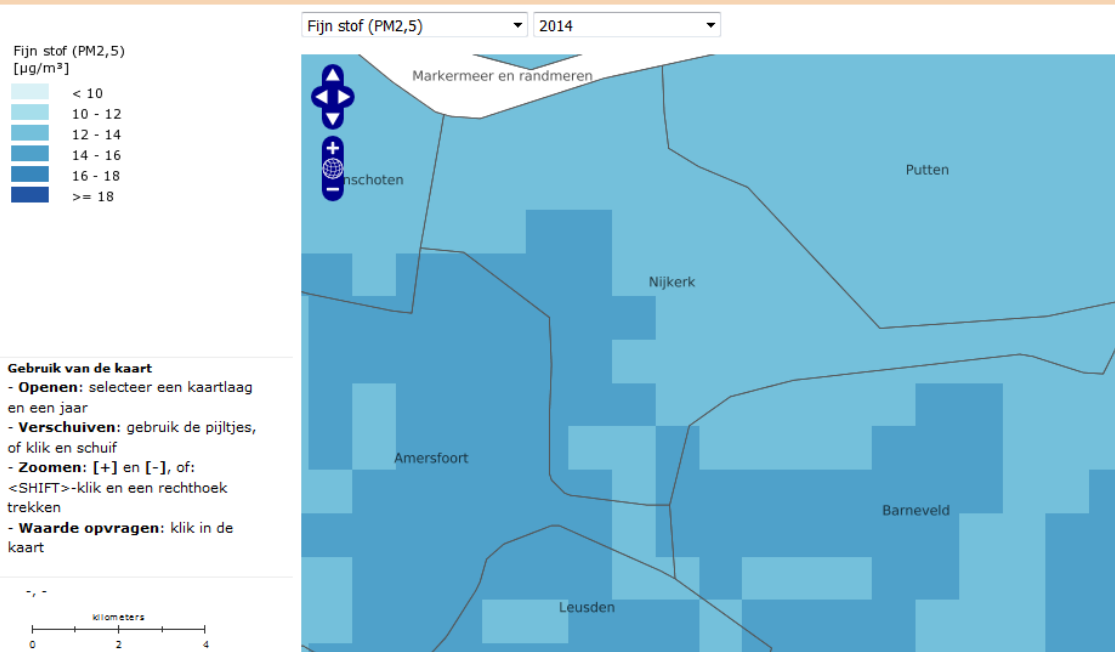 Fijn stof (PM2,5)
2014
Fijn stof (PM2,5)
[µg/m³]
< 10
10 - 12
12 - 14
14 - 16
16 - 18
>= 18
Markermeer en randmeren
nschoten
Putten
Nijkerk
Amersfoort
Barneveld
Leusden
Gebruik van de kaart
- Openen: selecteer een kaartlaag
en een jaar
- Verschuiven: gebruik de pijltjes,
of klik en schuif
- Zoomen: [+] en [-], of:
<SHIFT>-klik en een rechthoek
trekken
- Waarde opvragen: klik in de
kaart
-, -
kilometers
0 2 4